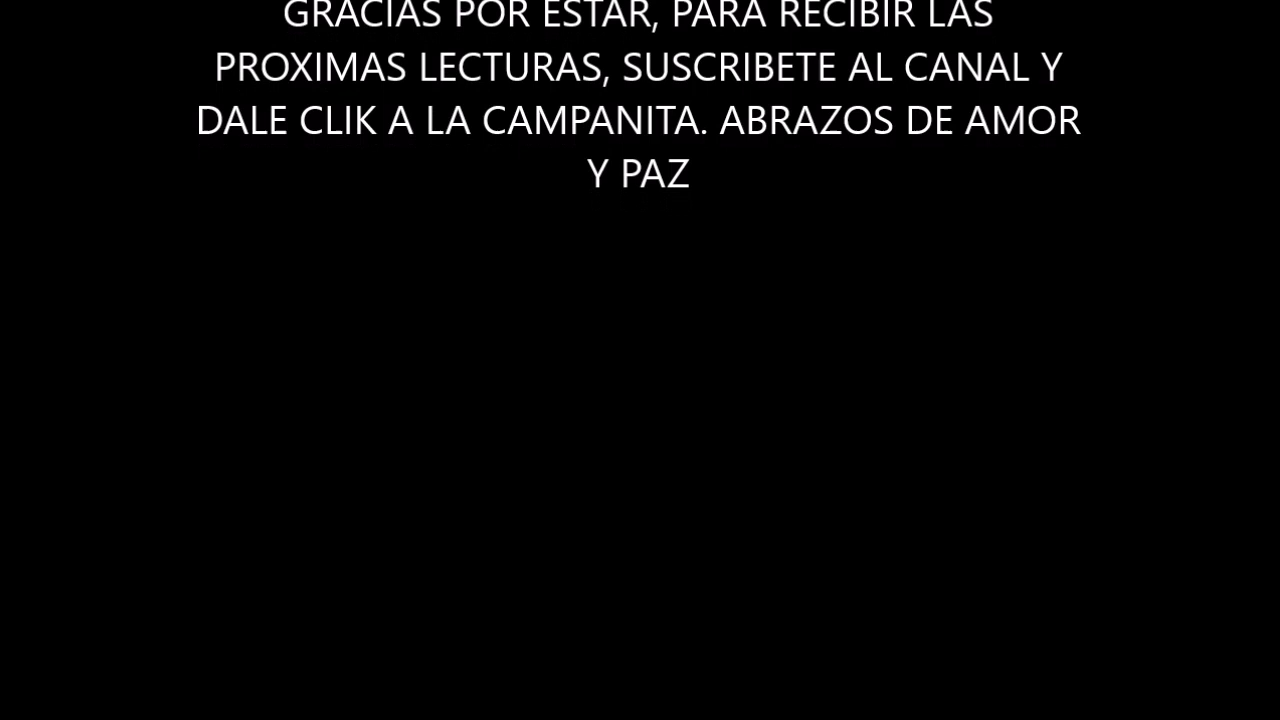 GRACIAS POR ESTAR, PARA RECIBIR LAS
PROXIMAS LECTURAS, SUSCRIBETE AL CANAL Y
DALE CLIK A LA CAMPANITA. ABRAZOS DE AMOR
Y PAZ